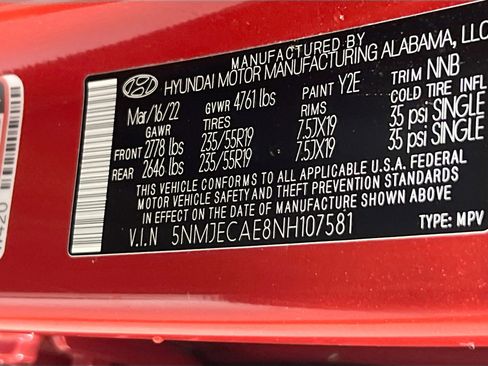 MANUFACTURED BY
HYUNDAI MOTOR MANUFACTURING ALABAMA, LLC
Mar/16/22 GVWR 4761 lbs PAINT Y2E TRIM NNB
GAWR TIRES RIMS COLD TIRE INFL
FRONT 2778 lbs 235/55R19 7.5JX19 35 psi SINGLE
REAR 2646 lbs 235/55R19 7.5JX19 35 psi SINGLE
THIS VEHICLE CONFORMS TO ALL APPLICABLE U.S.A. FEDERAL
MOTOR VEHICLE SAFETY AND THEFT PREVENTION STANDARDS
IN EFFECT ON THE DATE OF MANUFACTURE SHOWN ABOVE
V.I.N 5NMJECAE8NH107581 TYPE: MPV